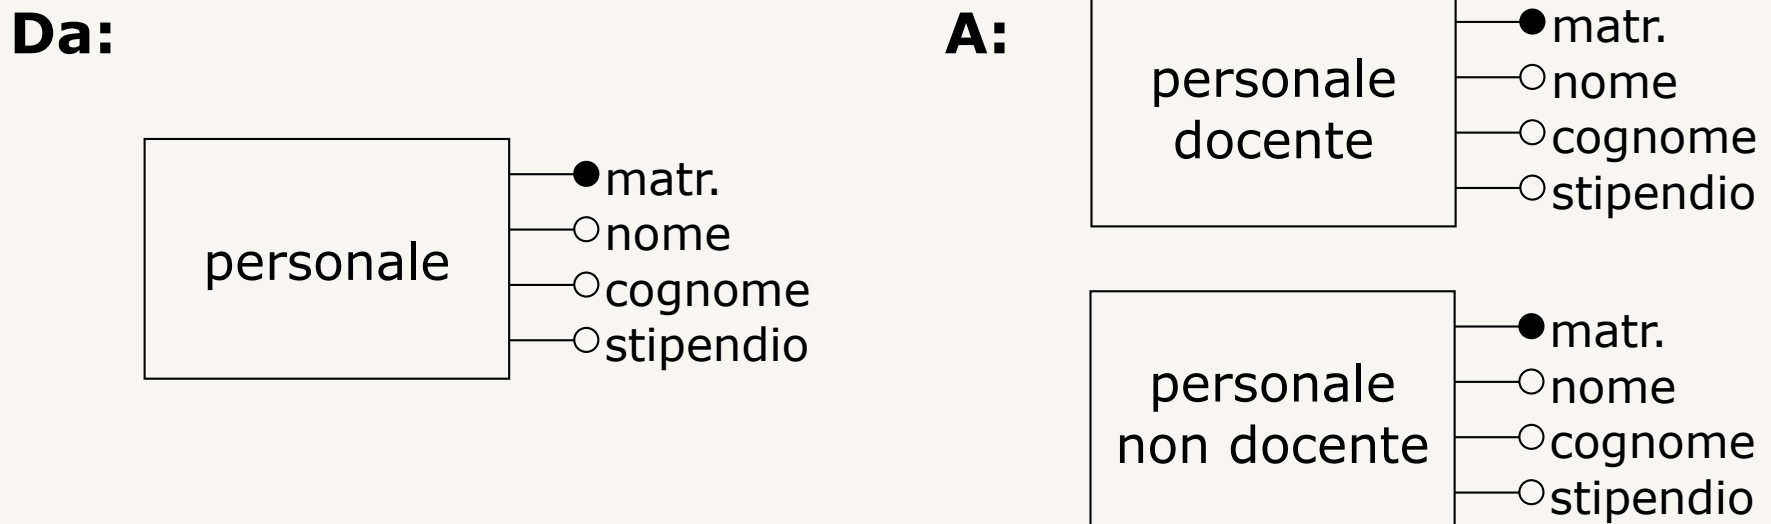 Da:
personale
matr.
nome
cognome
stipendio
A:
personale
docente
matr.
nome
cognome
stipendio
personale
non docente
matr.
nome
cognome
stipendio